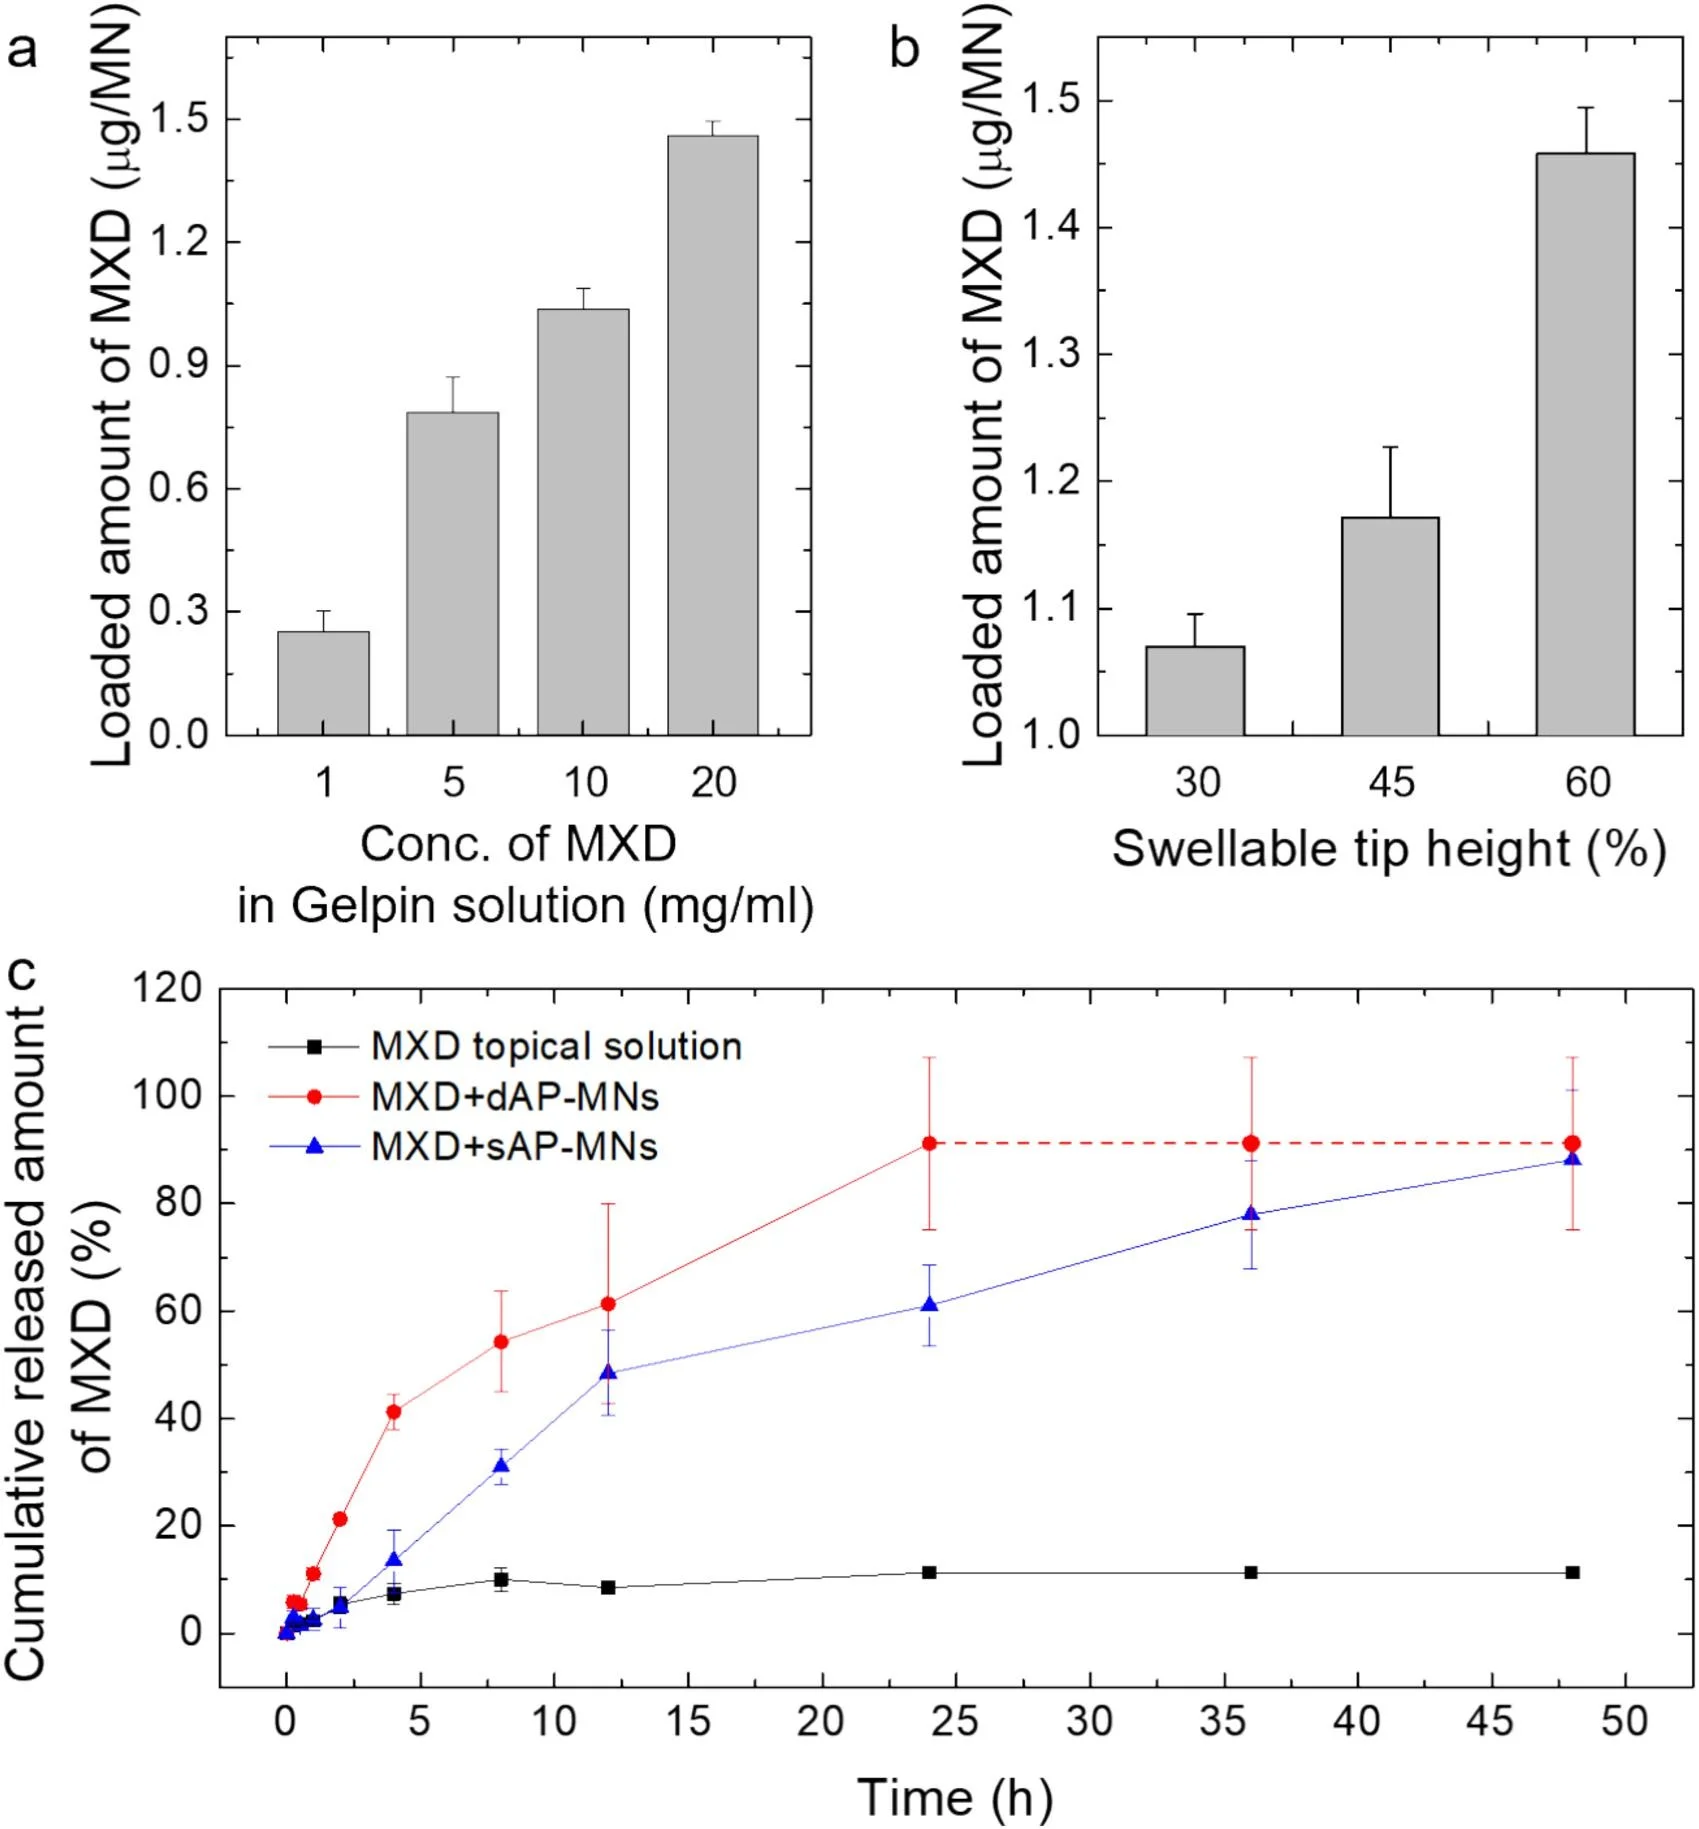 a
Loaded amount of MXD (μg/MN)
1.5
1.2
0.9
0.6
0.3
0.0
1 5 10 20
Conc. of MXD
in Gelpin solution (mg/ml)
b
Loaded amount of MXD (μg/MN)
1.5
1.4
1.3
1.2
1.1
1.0
30 45 60
Swellable tip height (%)
c
Cumulative released amount
of MXD (%)
120
100
80
60
40
20
0
MXD topical solution
MXD+dAP-MNs
MXD+sAP-MNs
0 5 10 15 20 25 30 35 40 45 50
Time (h)